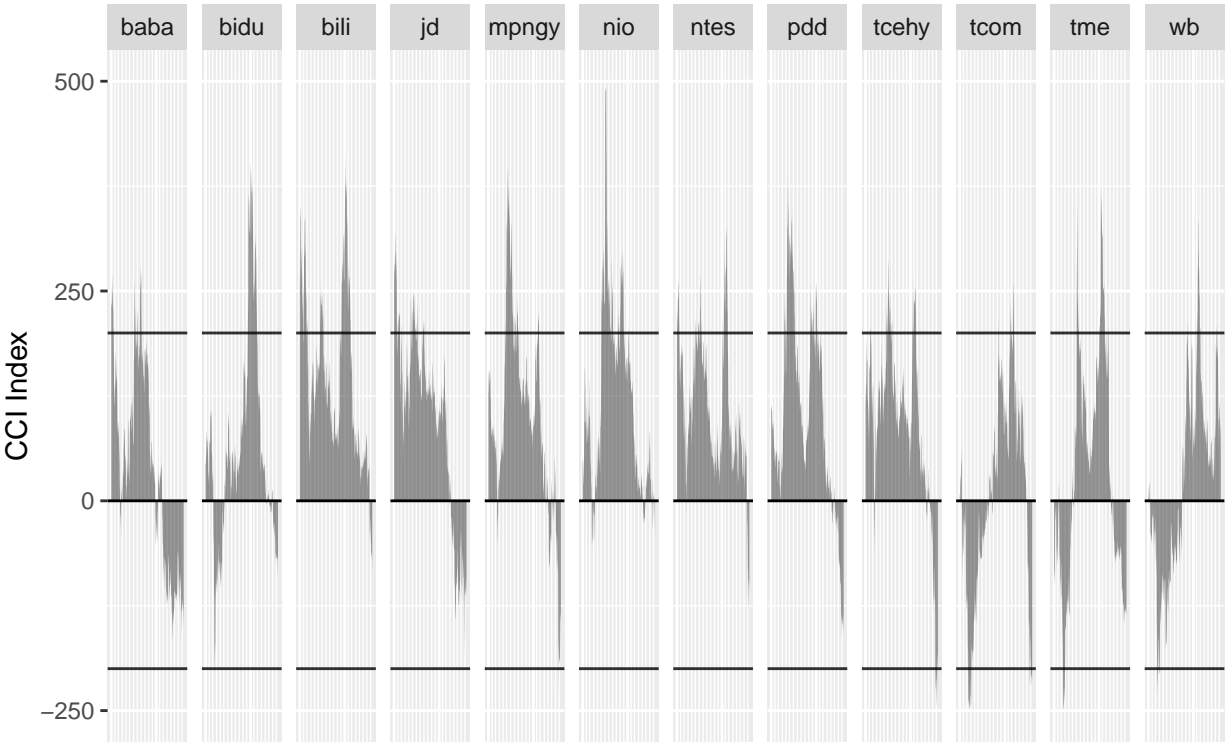 baba bidu bili jd mpngy nio ntes pdd tcehy tcom tme wb
500
250
0
−250
CCI Index